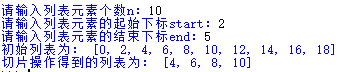 请输入列表元素个数n：10
请输入列表元素的起始下标start：2
请输入列表元素的结束下标end：5
初始列表为： [0, 2, 4, 6, 8, 10, 12, 14, 16, 18]
切片操作得到的列表为： [4, 6, 8, 10]